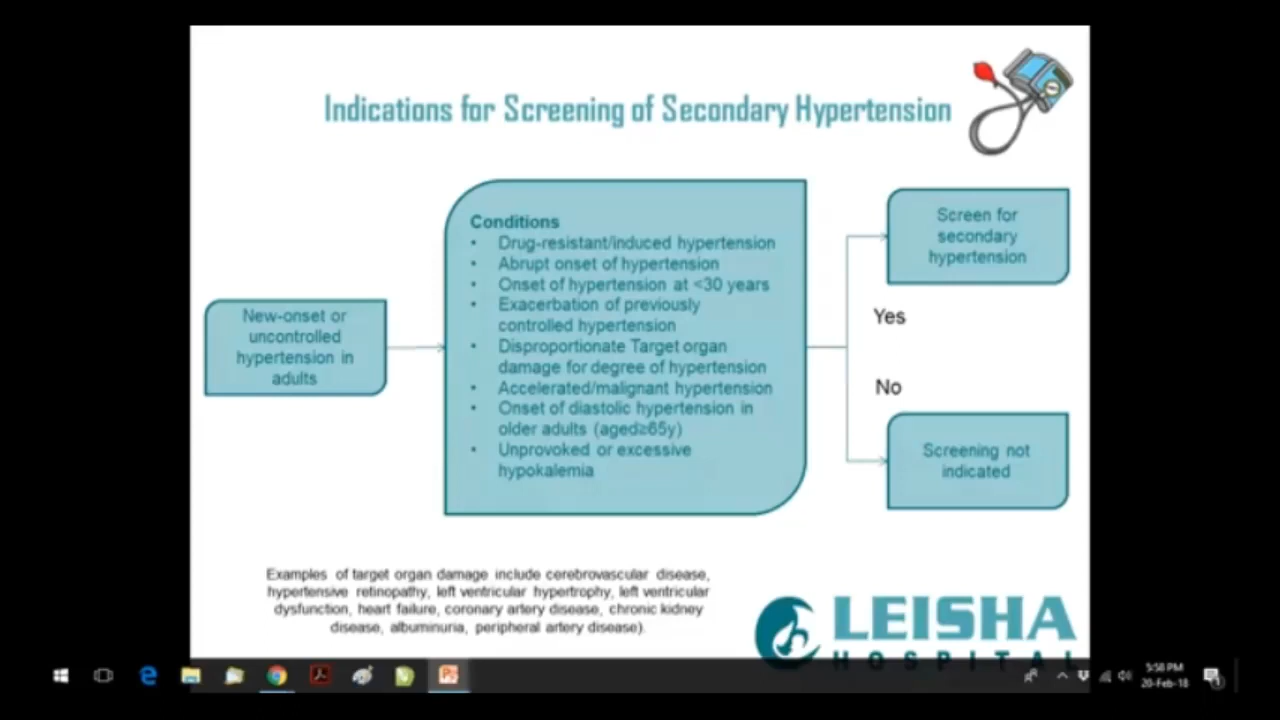 Indications for Screening of Secondary Hypertension
New-onset or
uncontrolled
hypertension in
adults
Conditions
• Drug-resistant/induced hypertension
• Abrupt onset of hypertension
• Onset of hypertension at <30 years
• Exacerbation of previously
controlled hypertension
• Disproportionate Target organ
damage for degree of hypertension
• Accelerated/malignant hypertension
• Onset of diastolic hypertension in
older adults (aged≥65y)
• Unprovoked or excessive
hypokalemia
Screen for
secondary
hypertension
Yes
No
Screening not
indicated
Examples of target organ damage include cerebrovascular disease,
hypertensive retinopathy, left ventricular hypertrophy, left ventricular
dysfunction, heart failure, coronary artery disease, chronic kidney
disease, albuminuria, peripheral artery disease).
LEISHA
HOSPITAL
5:58 PM
20-Feb-18